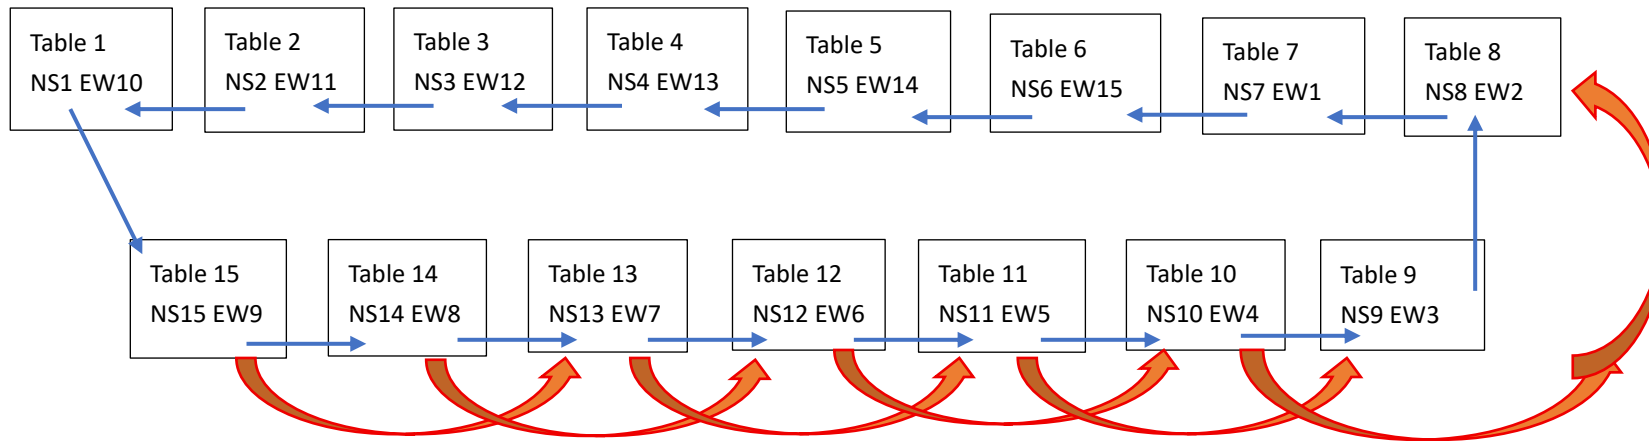 Table 1
NS1 EW10
Table 2
NS2 EW11
Table 3
NS3 EW12
Table 4
NS4 EW13
Table 5
NS5 EW14
Table 6
NS6 EW15
Table 7
NS7 EW1
Table 8
NS8 EW2
Table 15
NS15 EW9
Table 14
NS14 EW8
Table 13
NS13 EW7
Table 12
NS12 EW6
Table 11
NS11 EW5
Table 10
NS10 EW4
Table 9
NS9 EW3